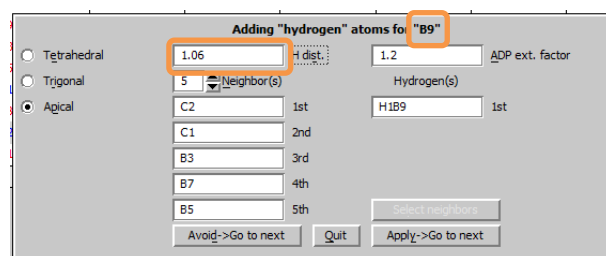 Adding "hydrogen" atoms for "B9"
Tetrahedral 1.06 H dist. 1.2 ADP ext. factor
Trigonal 5 Neighbor(s) Hydrogen(s)
Apical C2 1st H1B9 1st
C1 2nd
B3 3rd
B7 4th
B5 5th Select neighbors
Avoid->Go to next Quit Apply->Go to next